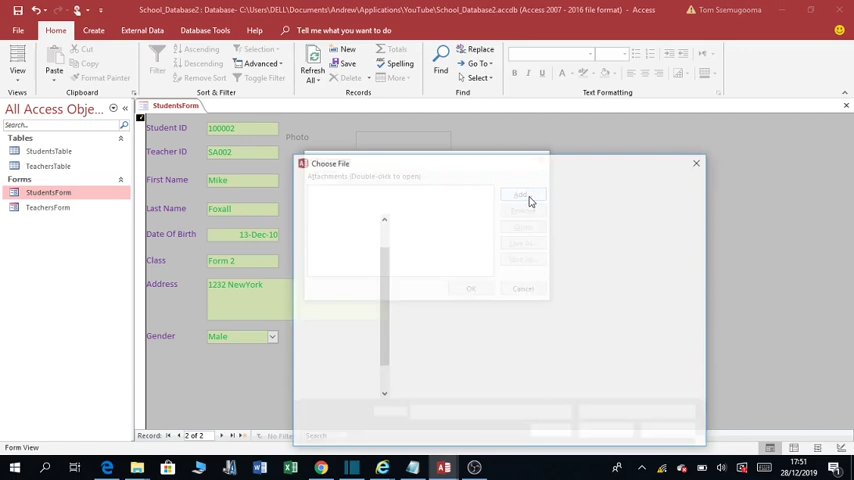 School_Database2 : Database- C:\Users\DELL\Documents\Andrew\Applications\YouTube\School_Database2.accdb (Access 2007 - 2016 file format) - Access
Tom Ssemugooma
File Home Create External Data Database Tools Help Tell me what you want to do
View
Views
Paste
Cut
Copy
Format Painter
Clipboard
Filter
Ascending
Descending
Remove Sort
Selection
Advanced
Toggle Filter
Sort & Filter
Refresh All
New
Save
Delete
Totals
Spelling
More
Records
Find
Replace
Go To
Select
Find
B I U
Text Formatting
All Access Obje...
Search...
Tables
StudentsTable
TeachersTable
Forms
StudentsForm
TeachersForm
StudentsForm
Student ID 100002
Photo
Teacher ID SA002
First Name Mike
Last Name Foxall
Date Of Birth 13-Dec-10
Class Form 2
Address 1232 NewYork
Gender Male
Choose File
Attachments (Double-click to open)
Add...
Remove
Open
Save As...
OK
Cancel
Record: 2 of 2 No Filter Search
Form View
17:51
28/12/2019